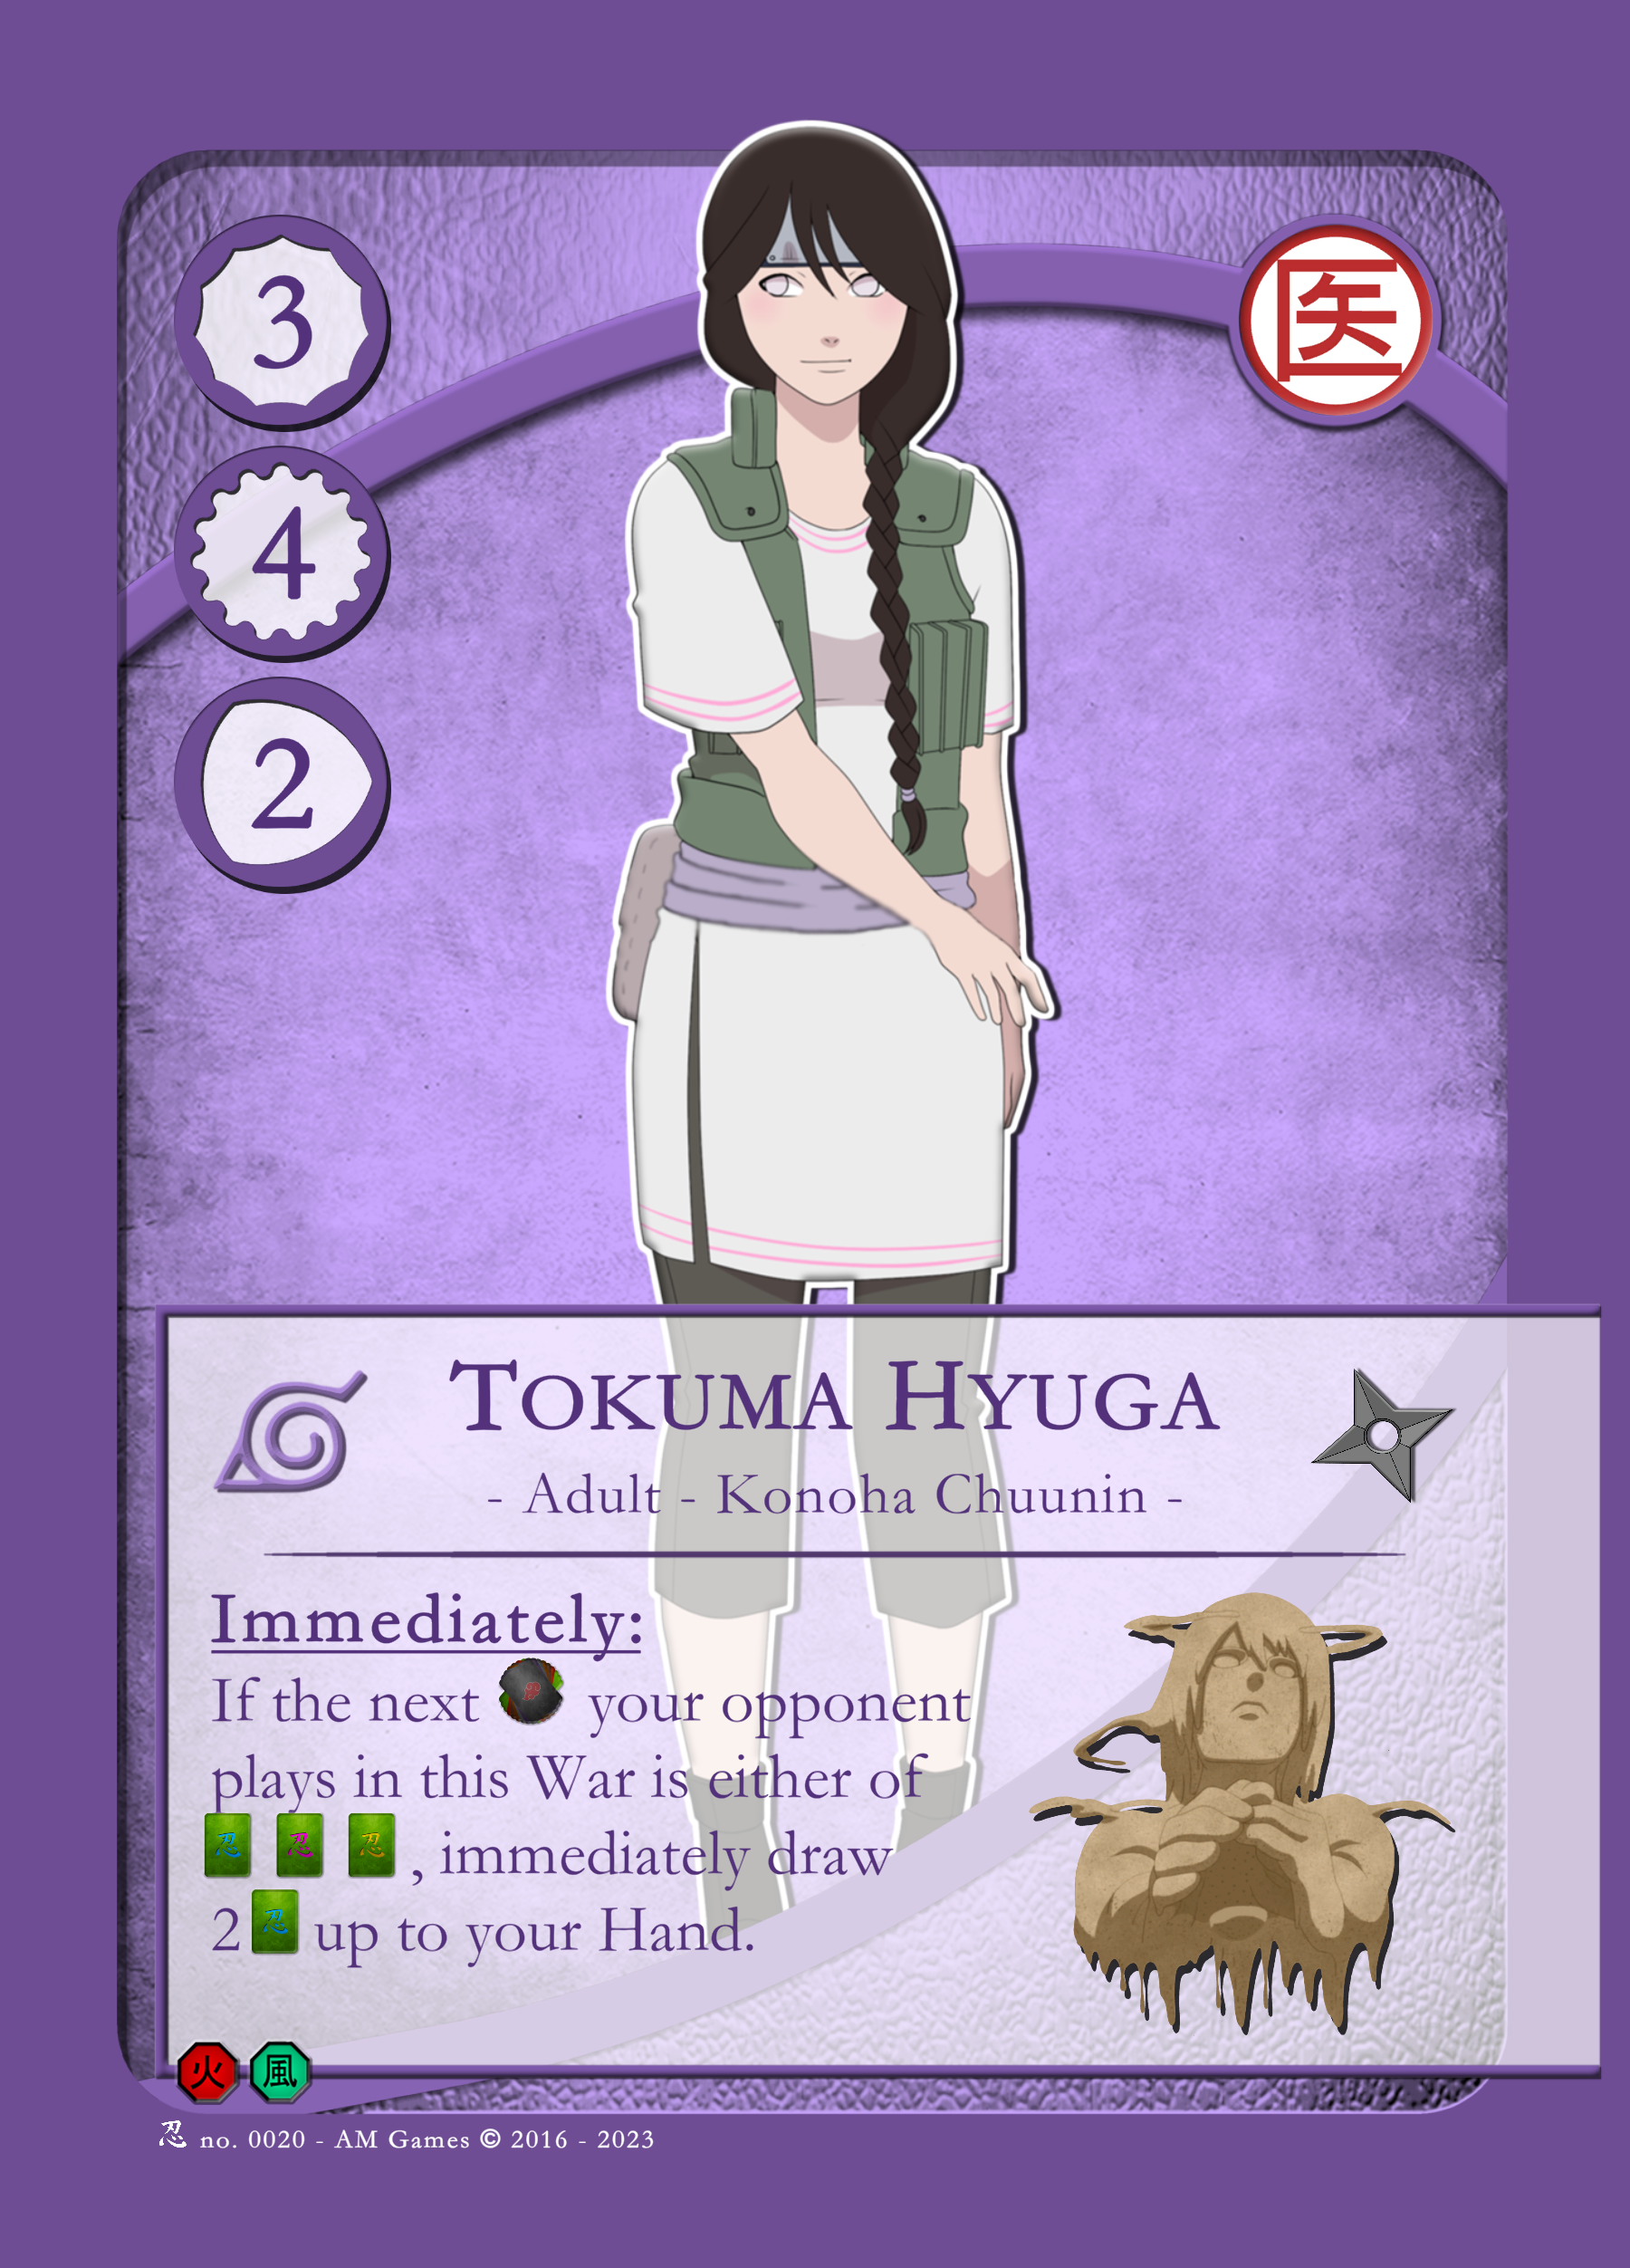 3
医
4
2
Tokuma Hyuga
- Adult - Konoha Chuunin -
Immediately:
If the next your opponent
plays in this War is either of
忍 忍 忍 , immediately draw
2 忍 up to your Hand.
火 風
忍 no. 0020 - AM Games © 2016 - 2023